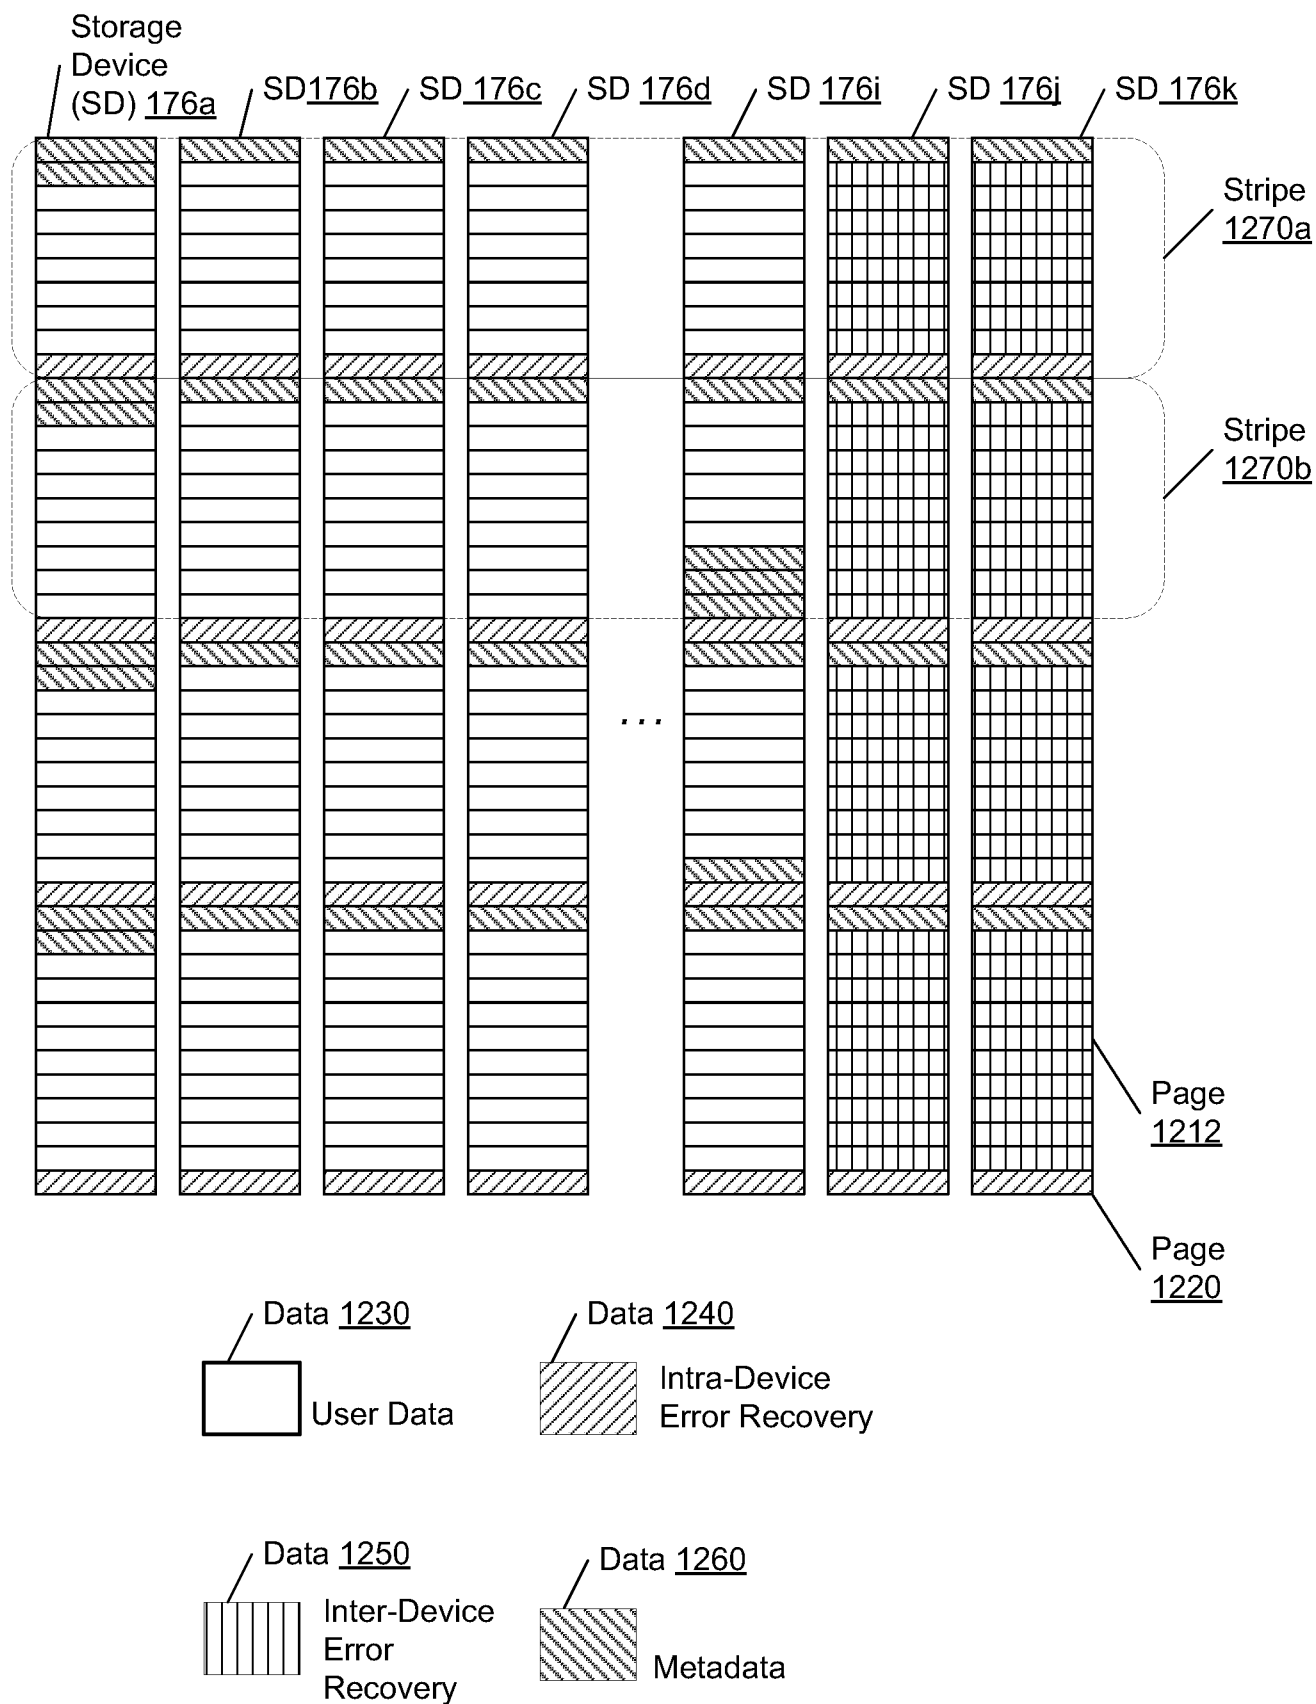 Storage
Device
(SD) 176a
SD176b
SD 176c
SD 176d
SD 176i
SD 176j
SD 176k
Stripe
1270a
Stripe
1270b
...
Page
1212
Page
1220
Data 1230
User Data
Data 1240
Intra-Device
Error Recovery
Data 1250
Inter-Device
Error
Recovery
Data 1260
Metadata